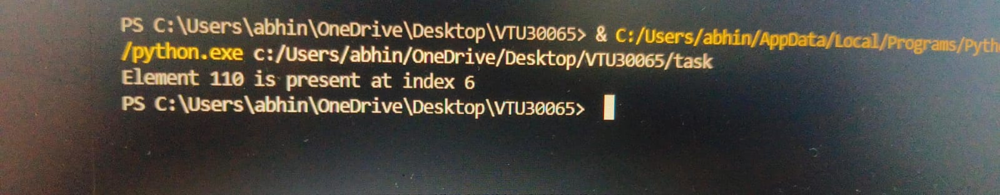 PS C:\Users\abhin\OneDrive\Desktop\VTU30065> & C:/Users/abhin/AppData/Local/Programs/Pyth
/python.exe c:/Users/abhin/OneDrive/Desktop/VTU30065/task
Element 110 is present at index 6
PS C:\Users\abhin\OneDrive\Desktop\VTU30065>